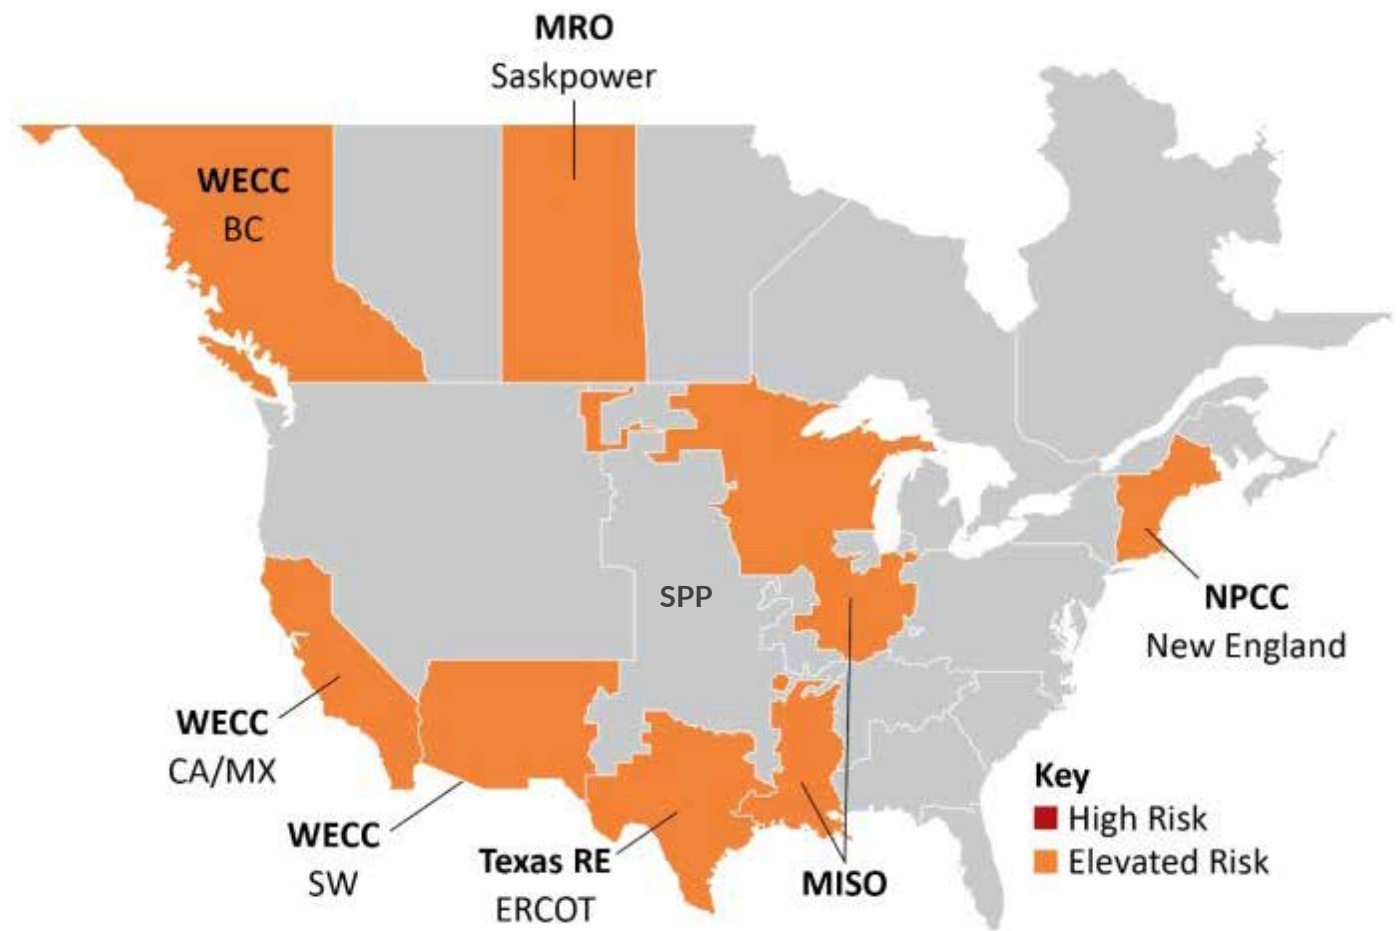 MRO
Saskpower
WECC
BC
SPP
NPCC
New England
WECC
CA/MX
WECC
SW
Texas RE
ERCOT
MISO
Key
High Risk
Elevated Risk